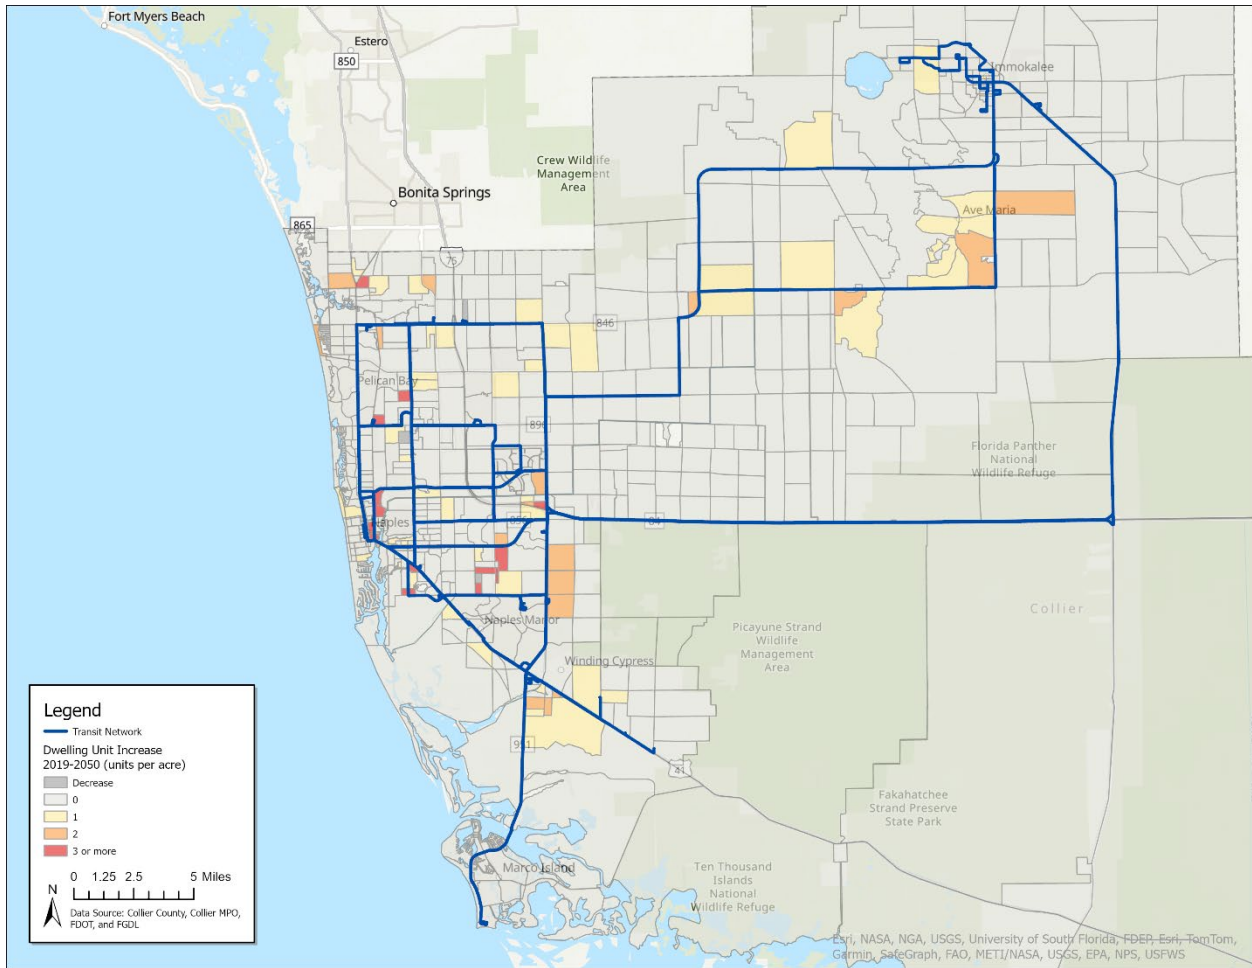 Fort Myers Beach
Estero
850
Immokalee
Crew Wildlife
Management
Area
Bonita Springs
865
Ave Maria
75
846
Pelican Bay
896
Florida Panther
National
Wildlife Refuge
Naples
856
84
Collier
Naples Manor
Picayune Strand
Wildlife
Management
Area
Winding Cypress
951
41
Fakahatchee
Strand Preserve
State Park
Marco Island
Ten Thousand
Islands
National
Wildlife Refuge
Legend
Transit Network
Dwelling Unit Increase
2019-2050 (units per acre)
Decrease
0
1
2
3 or more
0 1.25 2.5 5 Miles
N
Data Source: Collier County, Collier MPO,
FDOT, and FGDL
Esri, NASA, NGA, USGS, University of South Florida, FDEP, Esri, TomTom,
Garmin, SafeGraph, FAO, METI/NASA, USGS, EPA, NPS, USFWS